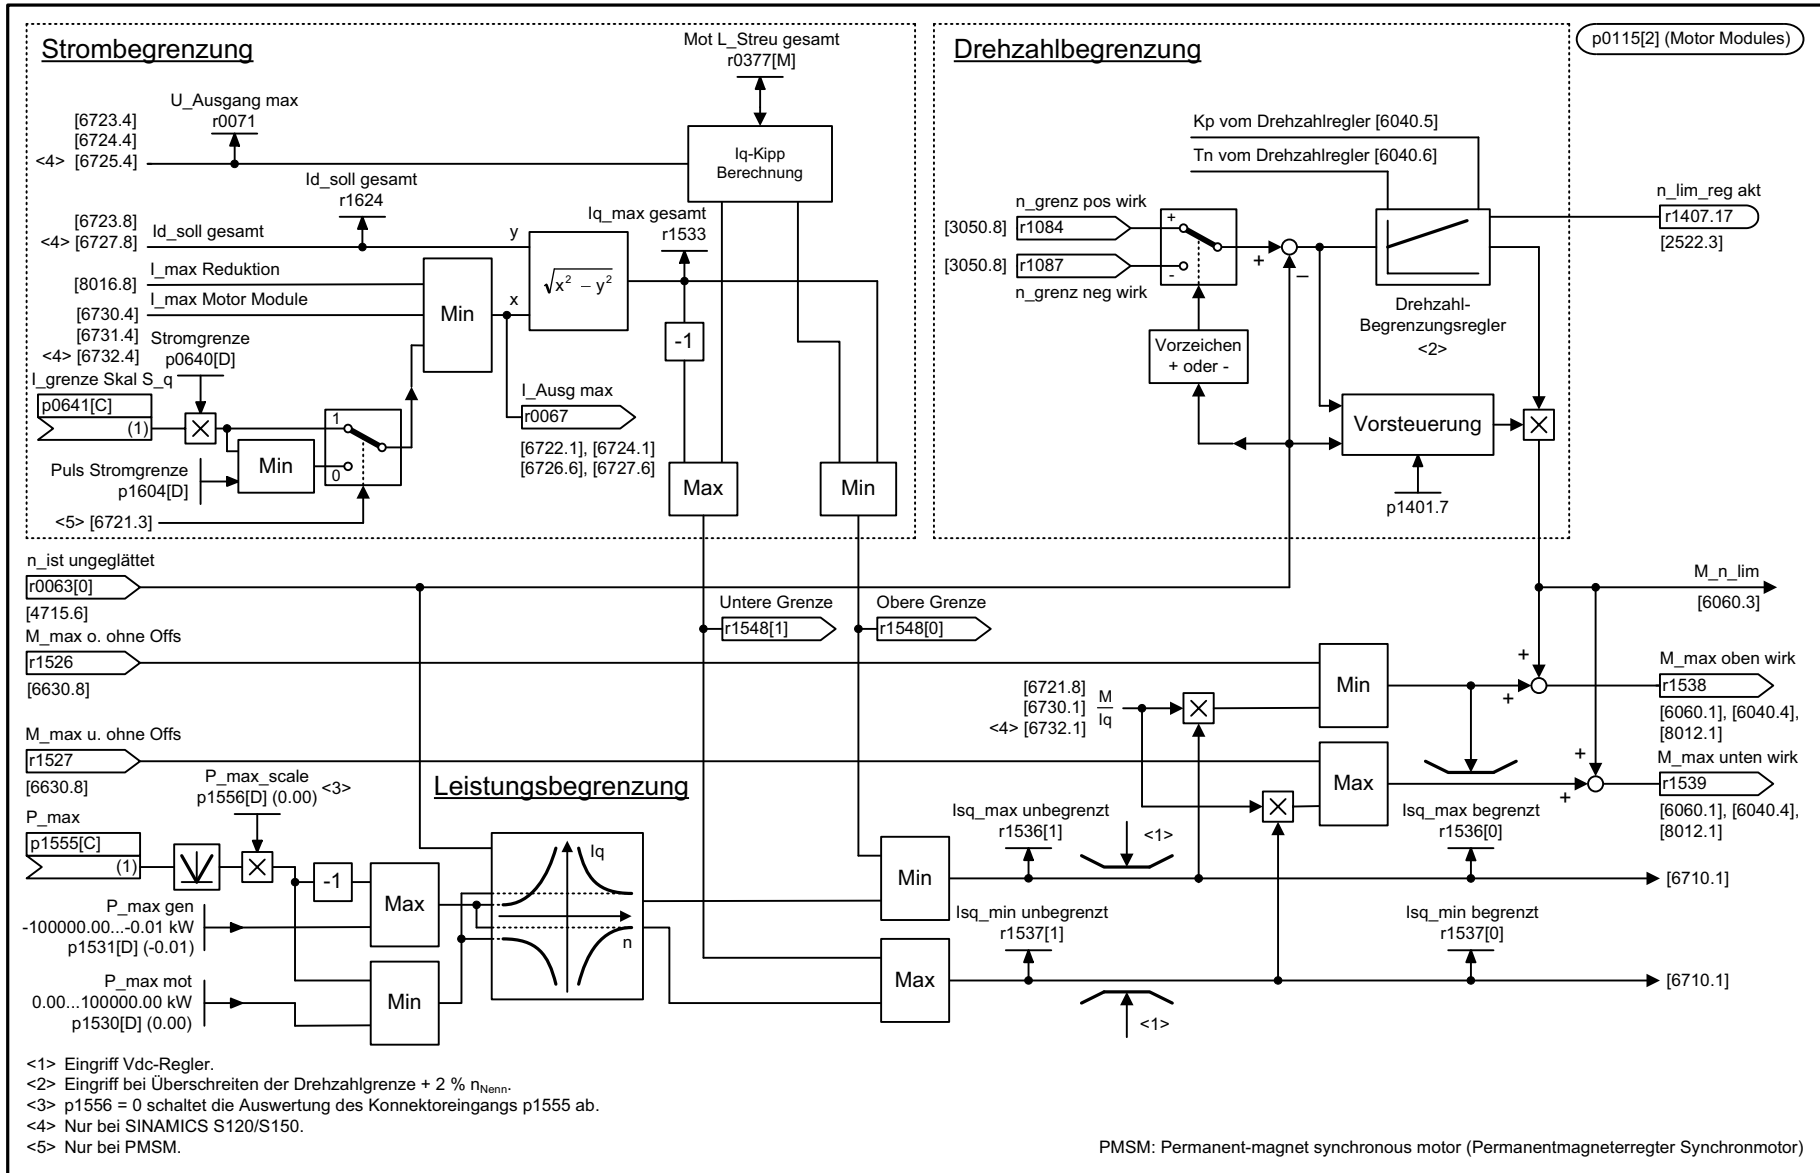 Strombegrenzung
Mot L_Streu gesamt
r0377[M]
Drehzahlbegrenzung
p0115[2] (Motor Modules)
U_Ausgang max
r0071
[6723.4]
[6724.4]
<4> [6725.4]
Iq-Kipp
Berechnung
Id_soll gesamt
r1624
[6723.8]
<4> [6727.8]
Id_soll gesamt
y
Iq_max gesamt
r1533
I_max Reduktion
[8016.8]
I_max Motor Module
[6730.4]
[6731.4]
<4> [6732.4]
Min
x
√x² – y²
-1
Stromgrenze
p0640[D]
I_grenze Skal S_q
p0641[C]
(1)
1
0
Min
Puls Stromgrenze
p1604[D]
<5> [6721.3]
I_Ausg max
r0067
[6722.1], [6724.1]
[6726.6], [6727.6]
Max
Min
Kp vom Drehzahlregler [6040.5]
Tn vom Drehzahlregler [6040.6]
n_grenz pos wirk
[3050.8]
r1084
+
[3050.8]
r1087
-
n_grenz neg wirk
+
–
n_lim_reg akt
r1407.17
[2522.3]
Drehzahl-
Begrenzungsregler
<2>
Vorzeichen
+ oder -
Vorsteuerung
p1401.7
n_ist ungeglättet
r0063[0]
[4715.6]
M_n_lim
[6060.3]
Untere Grenze
r1548[1]
Obere Grenze
r1548[0]
M_max o. ohne Offs
r1526
[6630.8]
[6721.8]
[6730.1]
<4> [6732.1]
M
Iq
Min
+
+
M_max oben wirk
r1538
[6060.1], [6040.4],
[8012.1]
M_max u. ohne Offs
r1527
[6630.8]
Max
+
+
M_max unten wirk
r1539
[6060.1], [6040.4],
[8012.1]
Leistungsbegrenzung
P_max_scale
p1556[D] (0.00) <3>
P_max
p1555[C]
(1)
-1
Max
P_max gen
-100000.00...-0.01 kW
p1531[D] (-0.01)
P_max mot
0.00...100000.00 kW
p1530[D] (0.00)
Min
Iq
n
Min
Isq_max unbegrenzt
r1536[1]
<1>
Isq_max begrenzt
r1536[0]
[6710.1]
Max
Isq_min unbegrenzt
r1537[1]
<1>
Isq_min begrenzt
r1537[0]
[6710.1]
<1> Eingriff Vdc-Regler.
<2> Eingriff bei Überschreiten der Drehzahlgrenze + 2 % nNenn.
<3> p1556 = 0 schaltet die Auswertung des Konnektoreingangs p1555 ab.
<4> Nur bei SINAMICS S120/S150.
<5> Nur bei PMSM.
PMSM: Permanent-magnet synchronous motor (Permanentmagneterregter Synchronmotor)